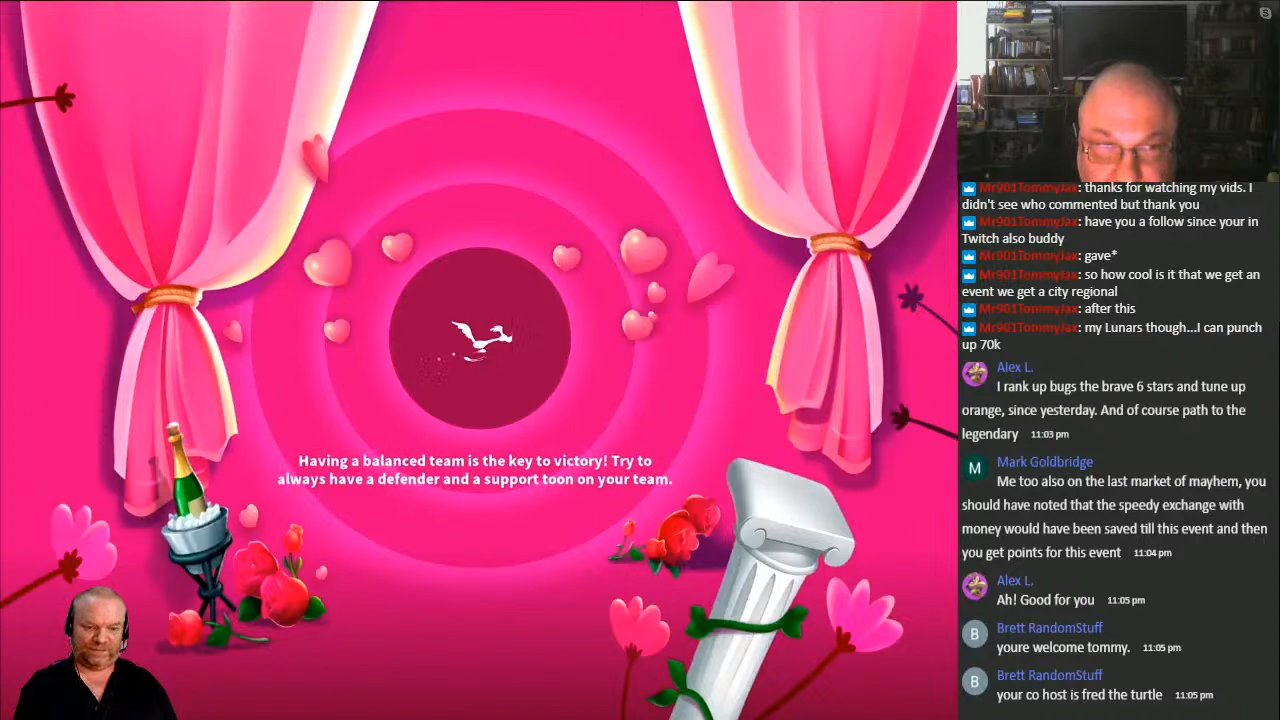 Having a balanced team is the key to victory! Try to
always have a defender and a support toon on your team.
Mr901TommyJax: thanks for watching my vids. I
didn't see who commented but thank you
Mr901TommyJax: have you a follow since your in
Twitch also buddy
Mr901TommyJax: gave*
Mr901TommyJax: so how cool is it that we get an
event we get a city regional
Mr901TommyJax: after this
Mr901TommyJax: my Lunars though...I can punch
up 70k
Alex L.
I rank up bugs the brave 6 stars and tune up
orange, since yesterday. And of course path to the
legendary 11:03 pm
M
Mark Goldbridge
Me too also on the last market of mayhem, you
should have noted that the speedy exchange with
money would have been saved till this event and then
you get points for this event 11:04 pm
Alex L.
Ah! Good for you 11:05 pm
B
Brett RandomStuff
youre welcome tommy. 11:05 pm
B
Brett RandomStuff
your co host is fred the turtle 11:05 pm